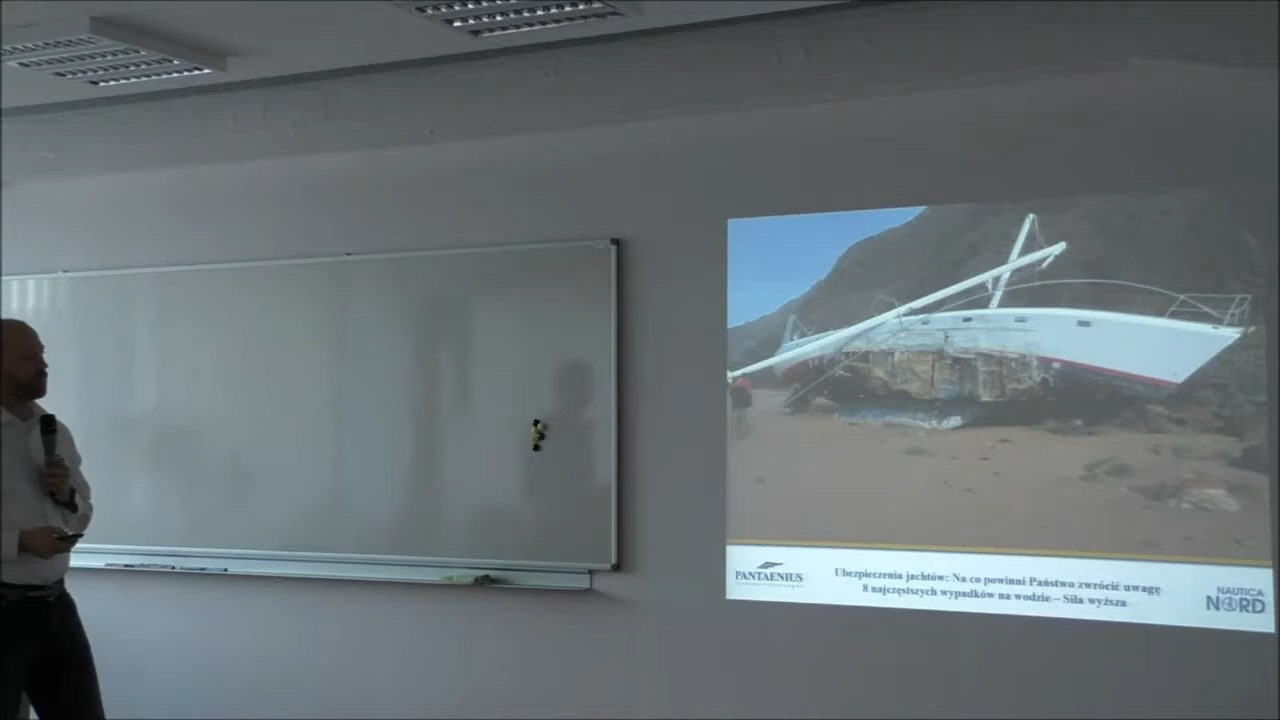 PANTAENIUS
Ubezpieczenia jachtów: Na co powinni Państwo zwrócić uwagę
8 najczęstszych wypadków na wodzie – Siła wyższa
NAUTICA
NORD